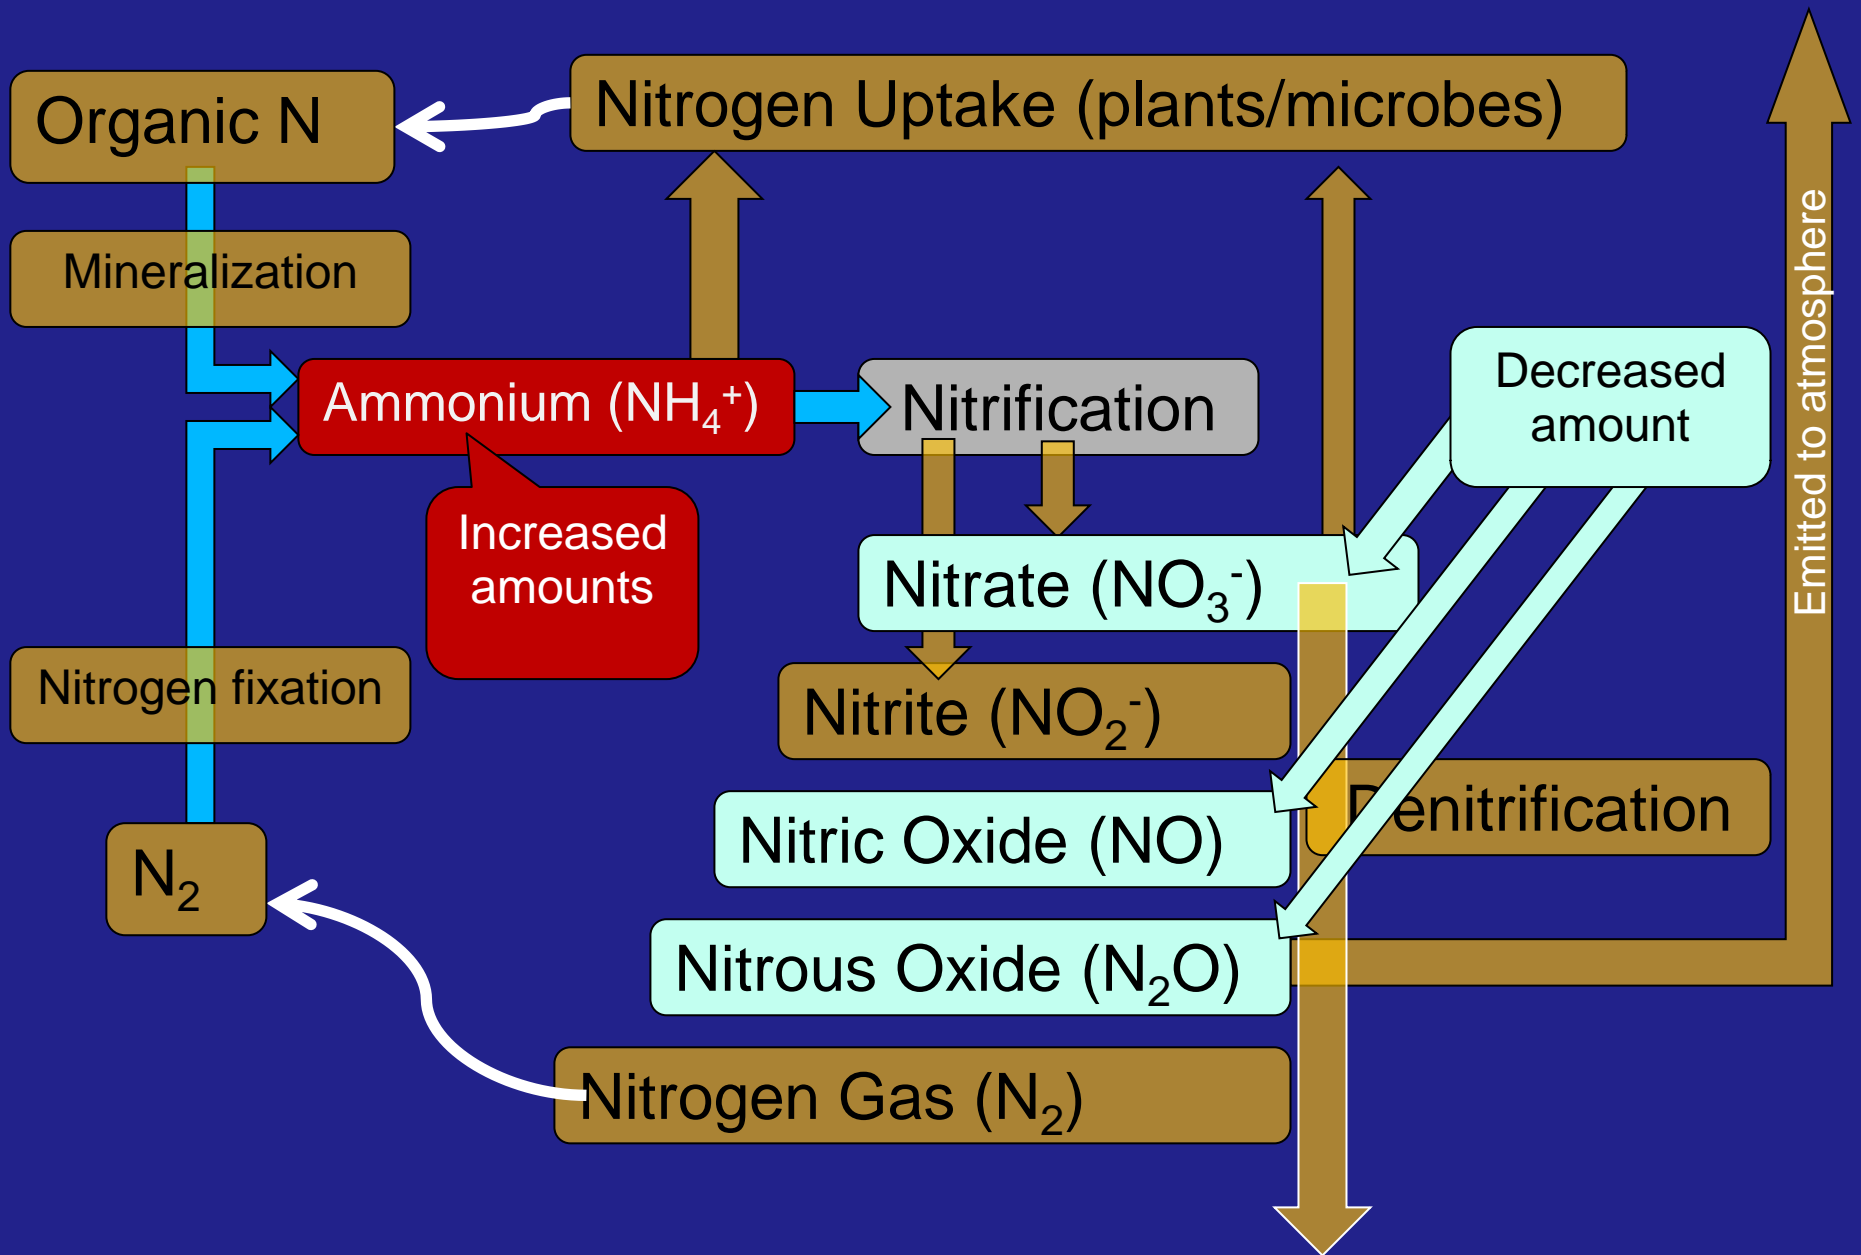 Organic N
Nitrogen Uptake (plants/microbes)
Mineralization
Emitted to atmosphere
Ammonium (NH₄⁺)
Nitrification
Decreased
amount
Increased
amounts
Nitrate (NO₃⁻)
Nitrogen fixation
Nitrite (NO₂⁻)
Nitric Oxide (NO)
Denitrification
N₂
Nitrous Oxide (N₂O)
Nitrogen Gas (N₂)